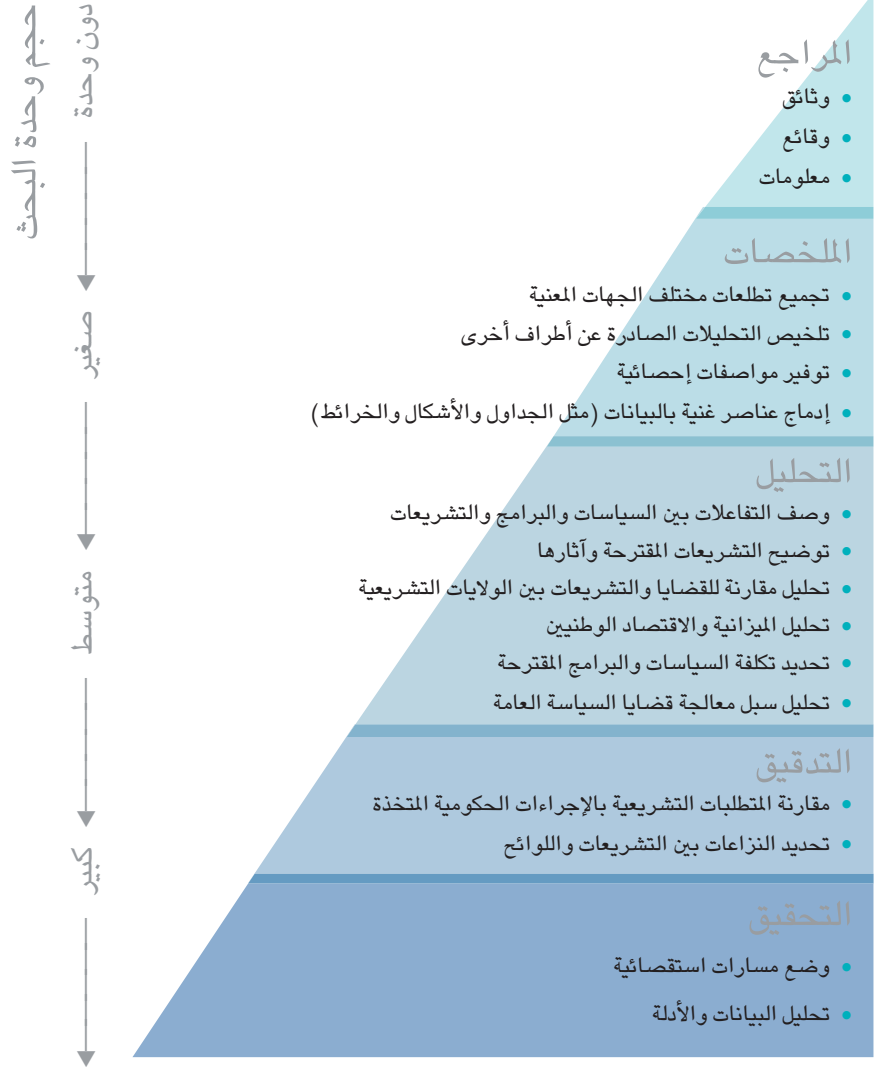 حجم وحدة البحث
دون وحدة
صغير
متوسط
كبير
المراجع
• وثائق
• وقائع
• معلومات
الملخصات
• تجميع تطلعات مختلف الجهات المعنية
• تلخيص التحليلات الصادرة عن أطراف أخرى
• توفير مواصفات إحصائية
• إدماج عناصر غنية بالبيانات (مثل الجداول والأشكال والخرائط)
التحليل
• وصف التفاعلات بين السياسات والبرامج والتشريعات
• توضيح التشريعات المقترحة وآثارها
• تحليل مقارنة للقضايا والتشريعات بين الولايات التشريعية
• تحليل الميزانية والاقتصاد الوطنيين
• تحديد تكلفة السياسات والبرامج المقترحة
• تحليل سبل معالجة قضايا السياسة العامة
التدقيق
• مقارنة المتطلبات التشريعية بالإجراءات الحكومية المتخذة
• تحديد النزاعات بين التشريعات واللوائح
التحقيق
• وضع مسارات استقصائية
• تحليل البيانات والأدلة